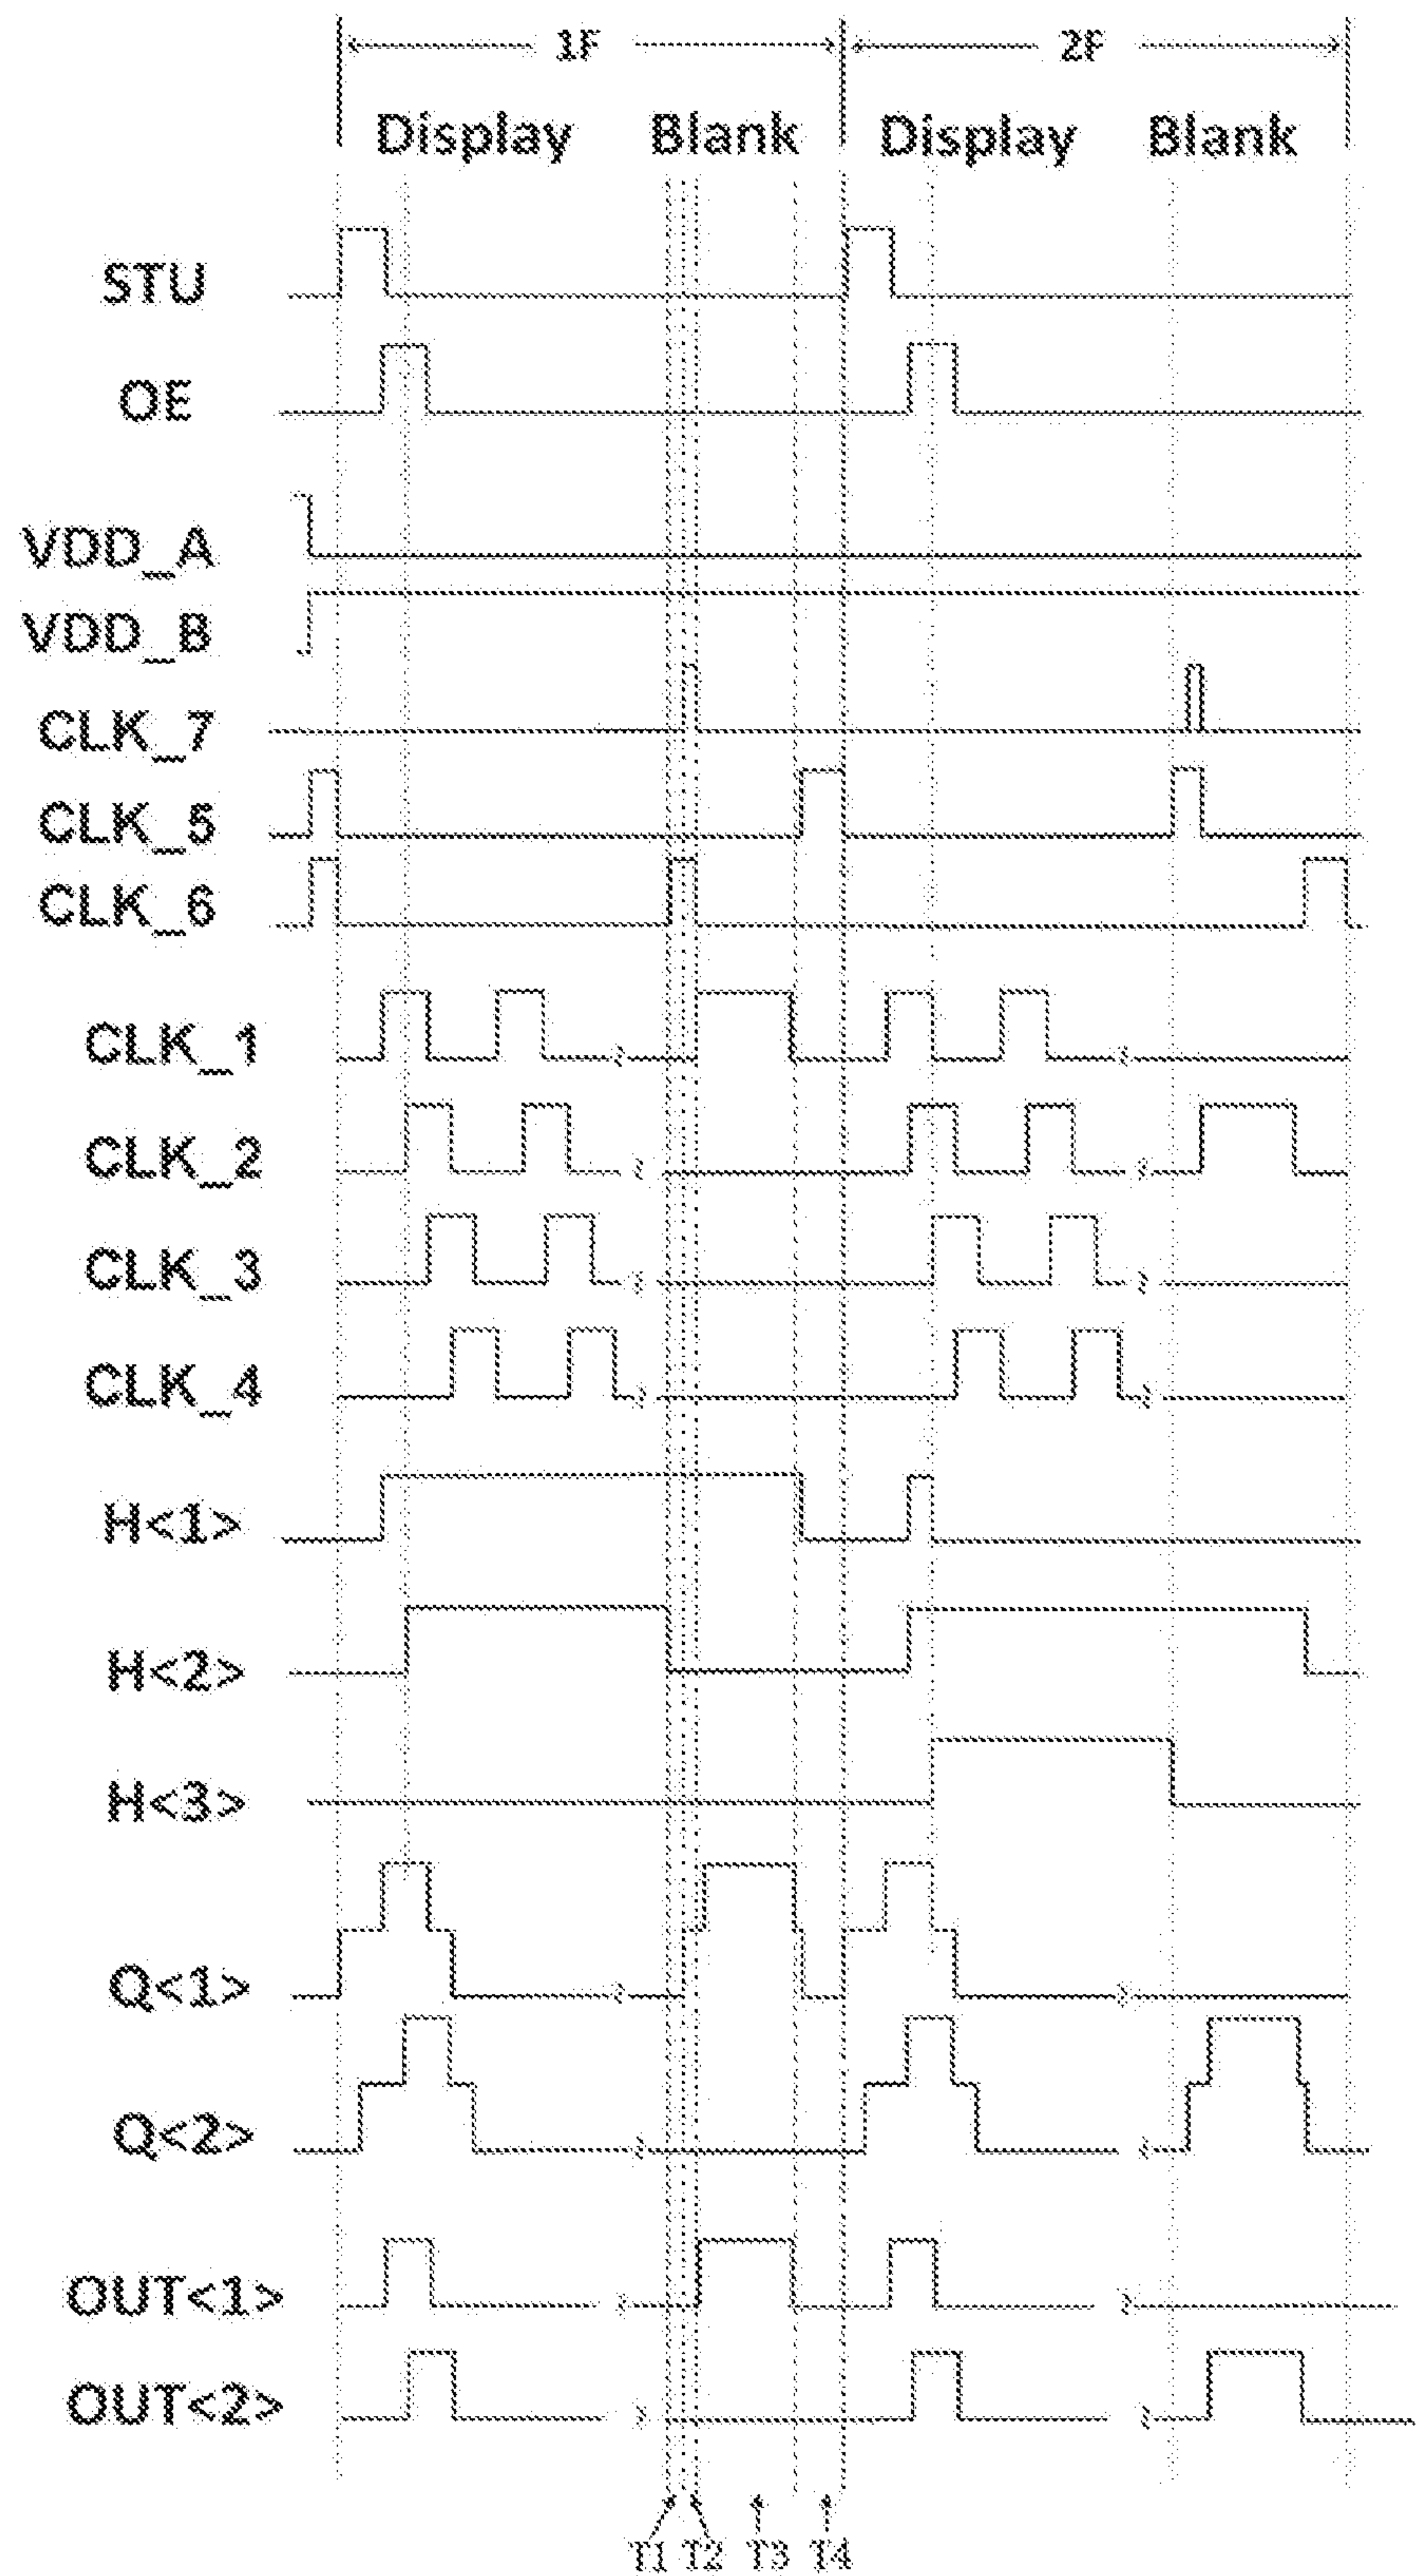 1F 2F
Display Blank Display Blank
STU
OE
VDD_A
VDD_B
CLK_7
CLK_5
CLK_6
CLK_1
CLK_2
CLK_3
CLK_4
H<1>
H<2>
H<3>
Q<1>
Q<2>
OUT<1>
OUT<2>
T1 T2 T3 T4